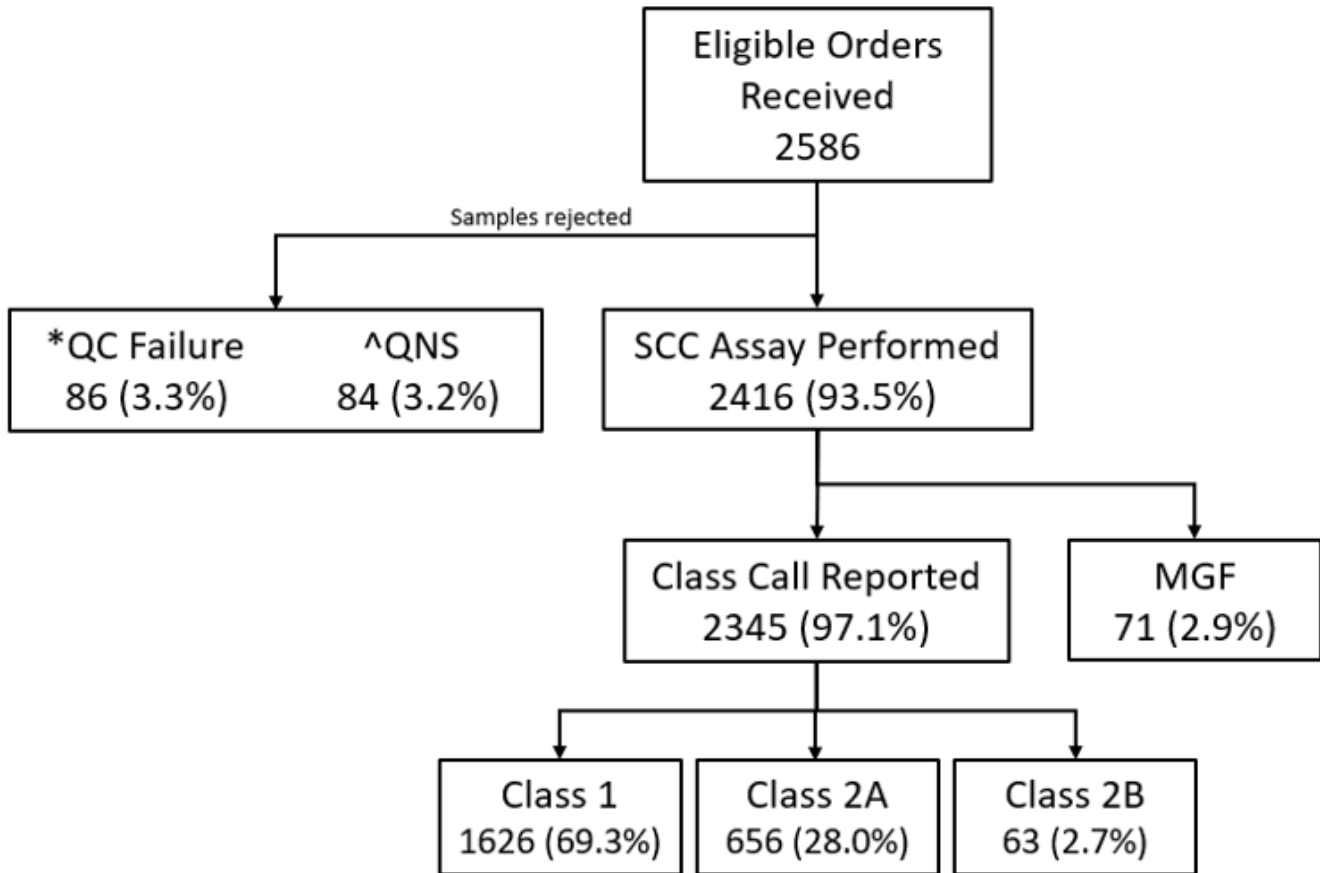 Eligible Orders
Received
2586
Samples rejected
*QC Failure
86 (3.3%)
^QNS
84 (3.2%)
SCC Assay Performed
2416 (93.5%)
Class Call Reported
2345 (97.1%)
MGF
71 (2.9%)
Class 1
1626 (69.3%)
Class 2A
656 (28.0%)
Class 2B
63 (2.7%)